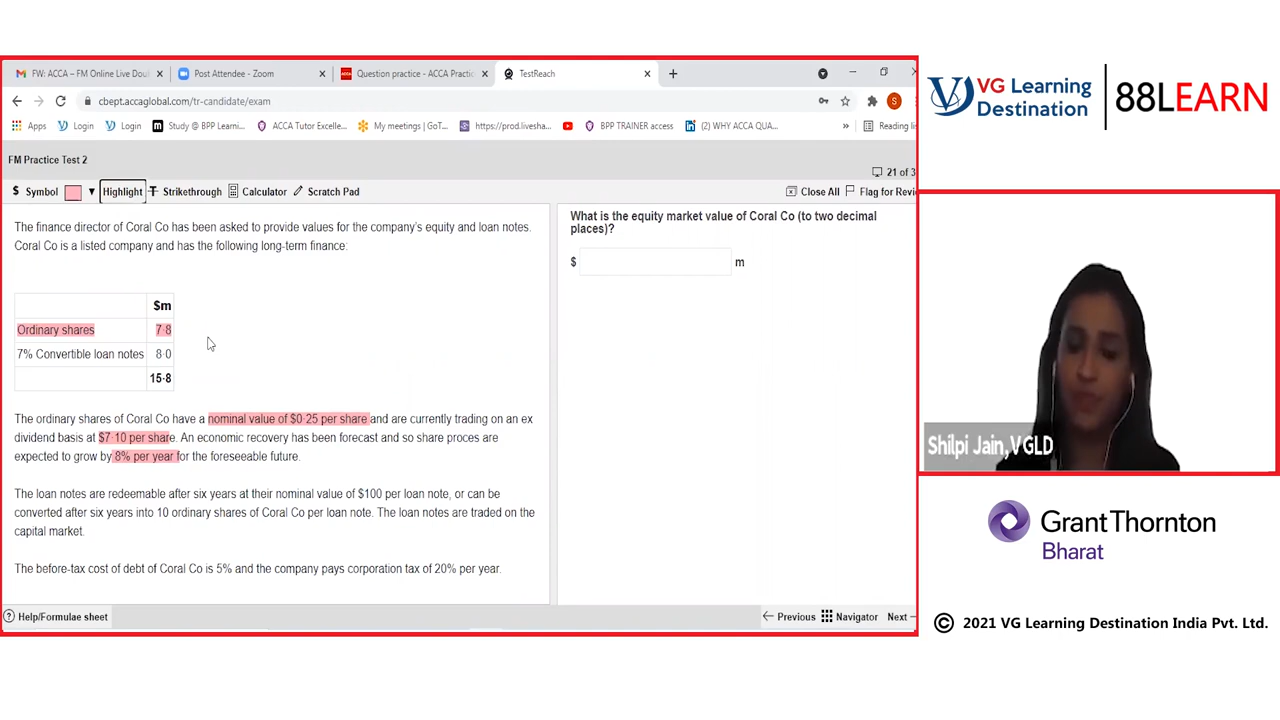 FW: ACCA – FM Online Live Dou
Post Attendee - Zoom
Question practice - ACCA Practic
TestReach
cbept.accaglobal.com/tr-candidate/exam
Apps
Login
Login
Study @ BPP Learni...
ACCA Tutor Excelle...
My meetings | GoT...
https://prod.livesha...
BPP TRAINER access
(2) WHY ACCA QUA...
»
Reading lis
FM Practice Test 2
21 of 3
$ Symbol
Highlight
Strikethrough
Calculator
Scratch Pad
Close All
Flag for Revie
The finance director of Coral Co has been asked to provide values for the company's equity and loan notes.
Coral Co is a listed company and has the following long-term finance:
$m
Ordinary shares 7·8
7% Convertible loan notes 8·0
15·8
The ordinary shares of Coral Co have a nominal value of $0·25 per share and are currently trading on an ex
dividend basis at $7·10 per share. An economic recovery has been forecast and so share proces are
expected to grow by 8% per year for the foreseeable future.
The loan notes are redeemable after six years at their nominal value of $100 per loan note, or can be
converted after six years into 10 ordinary shares of Coral Co per loan note. The loan notes are traded on the
capital market.
The before-tax cost of debt of Coral Co is 5% and the company pays corporation tax of 20% per year.
What is the equity market value of Coral Co (to two decimal
places)?
$ m
Help/Formulae sheet
Previous
Navigator
Next
VG Learning
Destination
88LEARN
Shilpi Jain,VGLD
GrantThornton
Bharat
© 2021 VG Learning Destination India Pvt. Ltd.